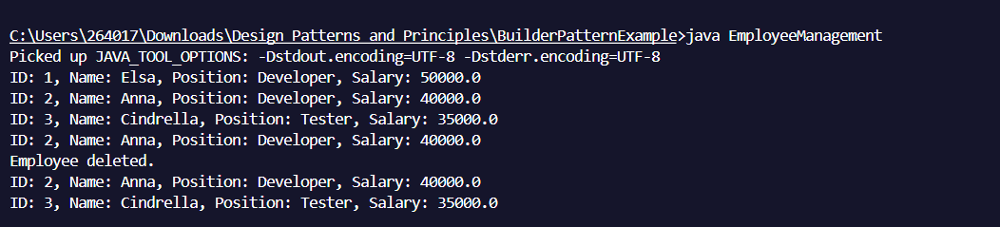 C:\Users\264017\Downloads\Design Patterns and Principles\BuilderPatternExample>java EmployeeManagement
Picked up JAVA_TOOL_OPTIONS: -Dstdout.encoding=UTF-8 -Dstderr.encoding=UTF-8
ID: 1, Name: Elsa, Position: Developer, Salary: 50000.0
ID: 2, Name: Anna, Position: Developer, Salary: 40000.0
ID: 3, Name: Cindrella, Position: Tester, Salary: 35000.0
ID: 2, Name: Anna, Position: Developer, Salary: 40000.0
Employee deleted.
ID: 2, Name: Anna, Position: Developer, Salary: 40000.0
ID: 3, Name: Cindrella, Position: Tester, Salary: 35000.0